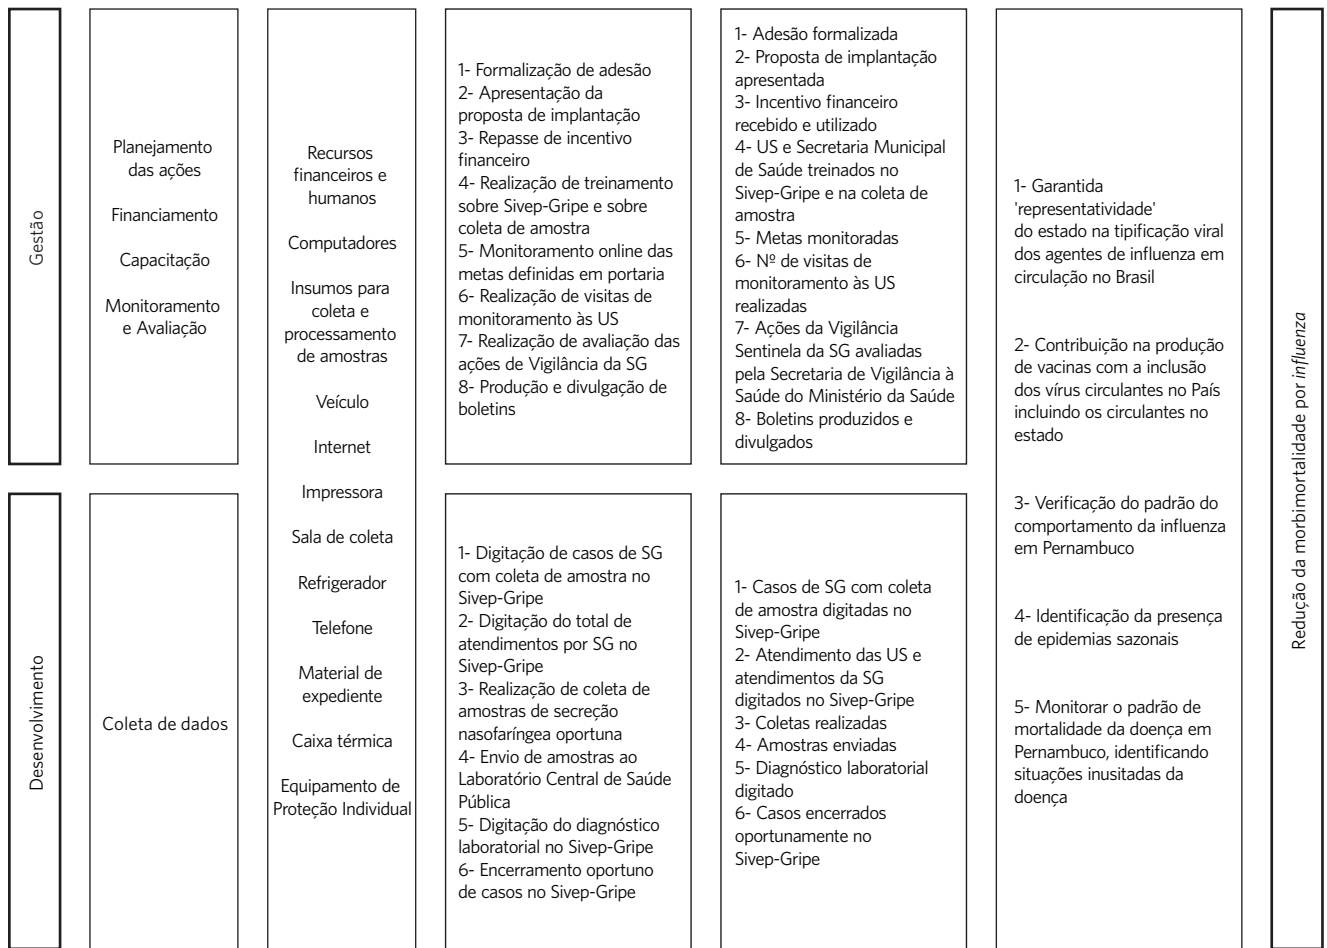 Gestão
Planejamento
das ações
Financiamento
Capacitação
Monitoramento
e Avaliação
Recursos
financeiros e
humanos
Computadores
Insumos para
coleta e
processamento
de amostras
Veículo
Internet
Impressora
Sala de coleta
Refrigerador
Telefone
Material de
expediente
Caixa térmica
Equipamento de
Proteção Individual
1- Formalização de adesão
2- Apresentação da
proposta de implantação
3- Repasse de incentivo
financeiro
4- Realização de treinamento
sobre Sivep-Gripe e sobre
coleta de amostra
5- Monitoramento online das
metas definidas em portaria
6- Realização de visitas de
monitoramento às US
7- Realização de avaliação das
ações de Vigilância da SG
8- Produção e divulgação de
boletins
1- Adesão formalizada
2- Proposta de implantação
apresentada
3- Incentivo financeiro
recebido e utilizado
4- US e Secretaria Municipal
de Saúde treinados no
Sivep-Gripe e na coleta de
amostra
5- Metas monitoradas
6- Nº de visitas de
monitoramento às US
realizadas
7- Ações da Vigilância
Sentinela da SG avaliadas
pela Secretaria de Vigilância à
Saúde do Ministério da Saúde
8- Boletins produzidos e
divulgados
1- Garantida
'representatividade'
do estado na tipificação viral
dos agentes de influenza em
circulação no Brasil
2- Contribuição na produção
de vacinas com a inclusão
dos vírus circulantes no País
incluindo os circulantes no
estado
3- Verificação do padrão do
comportamento da influenza
em Pernambuco
4- Identificação da presença
de epidemias sazonais
5- Monitorar o padrão de
mortalidade da doença em
Pernambuco, identificando
situações inusitadas da
doença
Redução da morbimortalidade por influenza
Desenvolvimento
Coleta de dados
1- Digitação de casos de SG
com coleta de amostra no
Sivep-Gripe
2- Digitação do total de
atendimentos por SG no
Sivep-Gripe
3- Realização de coleta de
amostras de secreção
nasofaríngea oportuna
4- Envio de amostras ao
Laboratório Central de Saúde
Pública
5- Digitação do diagnóstico
laboratorial no Sivep-Gripe
6- Encerramento oportuno
de casos no Sivep-Gripe
1- Casos de SG com coleta
de amostra digitadas no
Sivep-Gripe
2- Atendimento das US e
atendimentos da SG
digitados no Sivep-Gripe
3- Coletas realizadas
4- Amostras enviadas
5- Diagnóstico laboratorial
digitado
6- Casos encerrados
oportunamente no
Sivep-Gripe